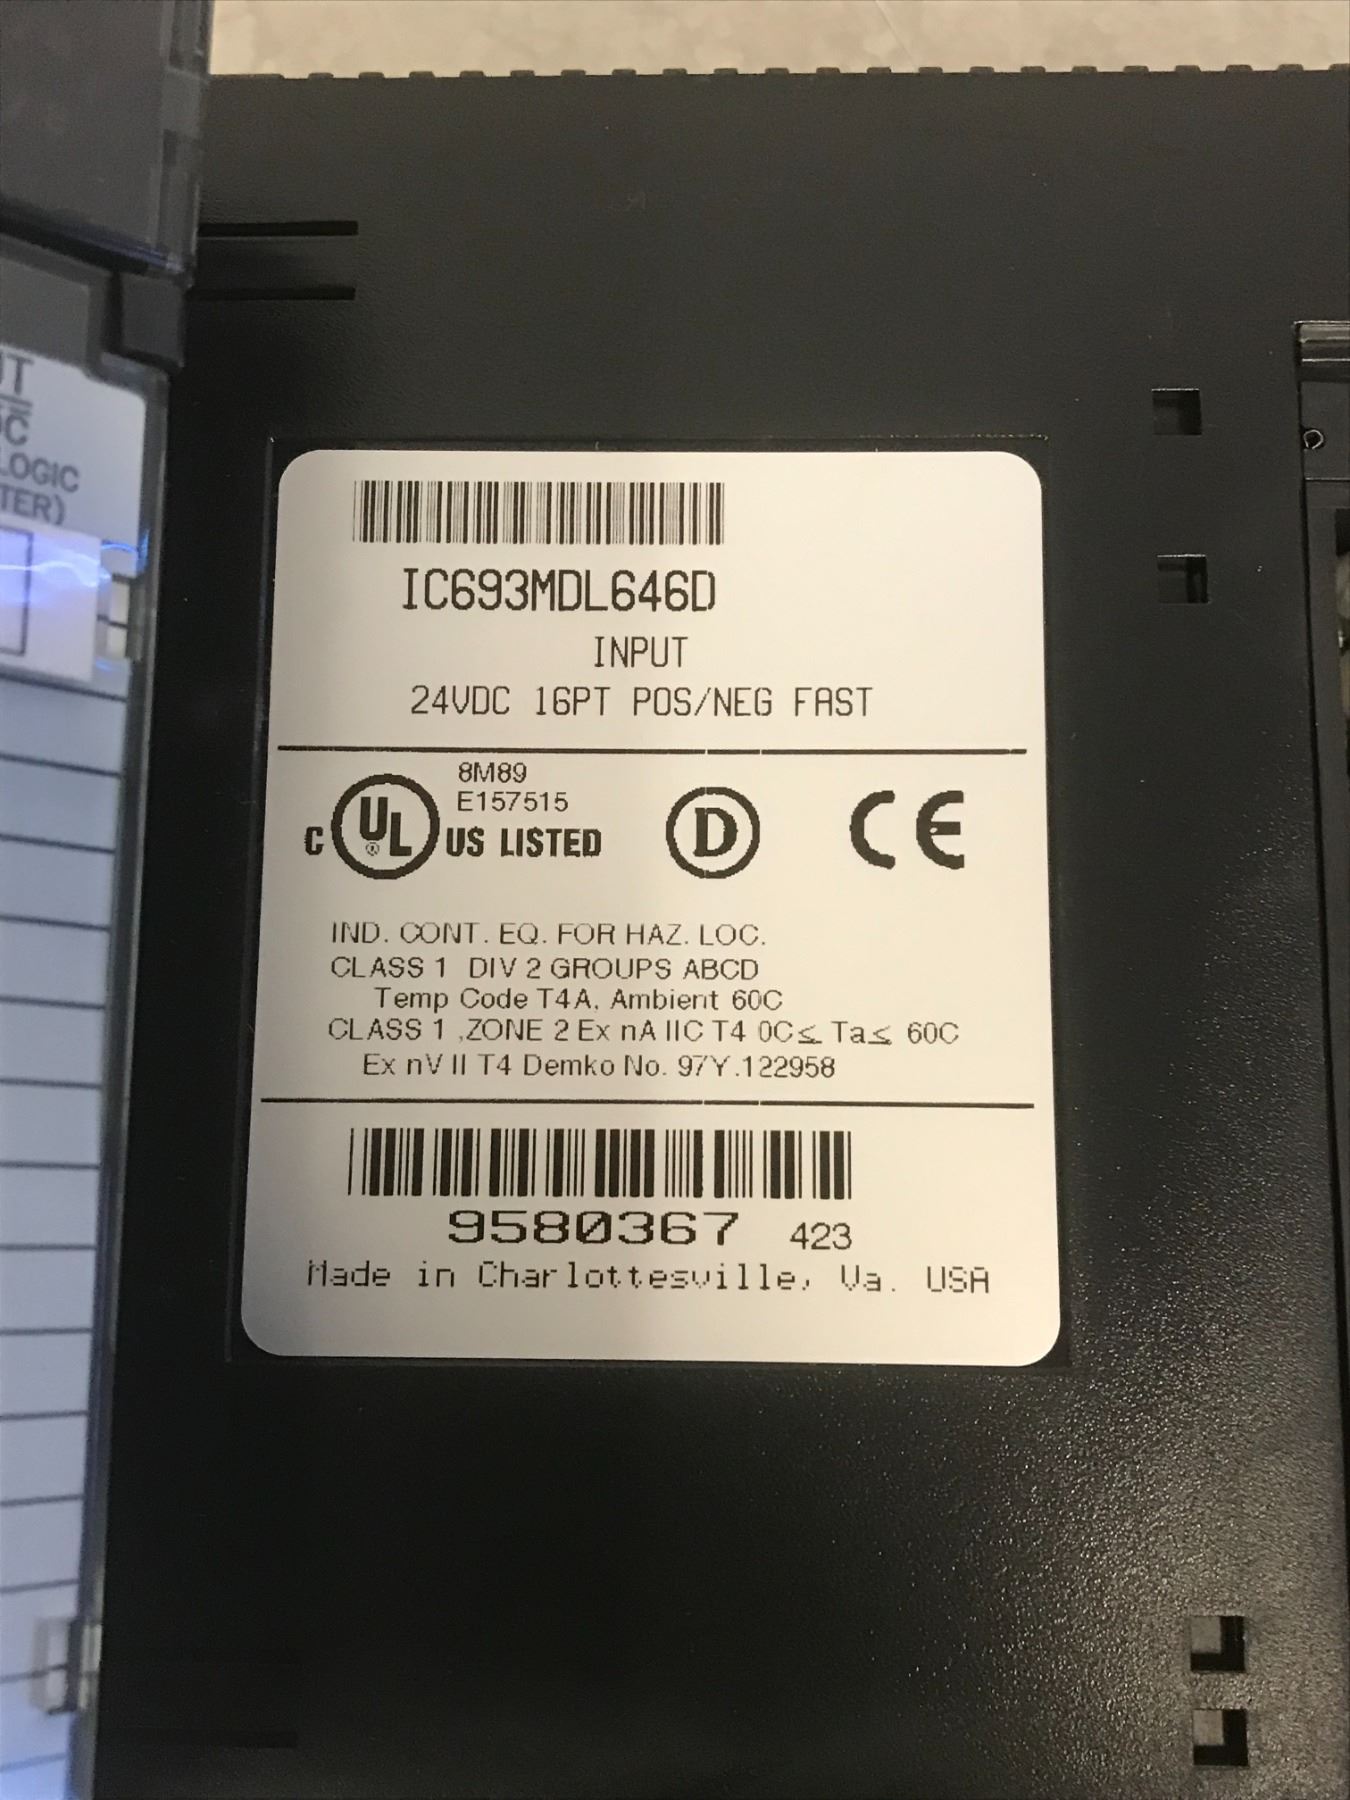 LOGIC
IC693MDL646D
INPUT
24VDC 16PT POS/NEG FAST
8M89
E157515
C UL US LISTED
D
CE
IND. CONT. EQ. FOR HAZ. LOC.
CLASS 1 DIV 2 GROUPS ABCD
Temp Code T4A, Ambient 60C
CLASS 1 ,ZONE 2 Ex nA IIC T4 0C≤ Ta≤ 60C
Ex nV II T4 Demko No. 97Y.122958
9580367 423
Made in Charlottesville, Va. USA